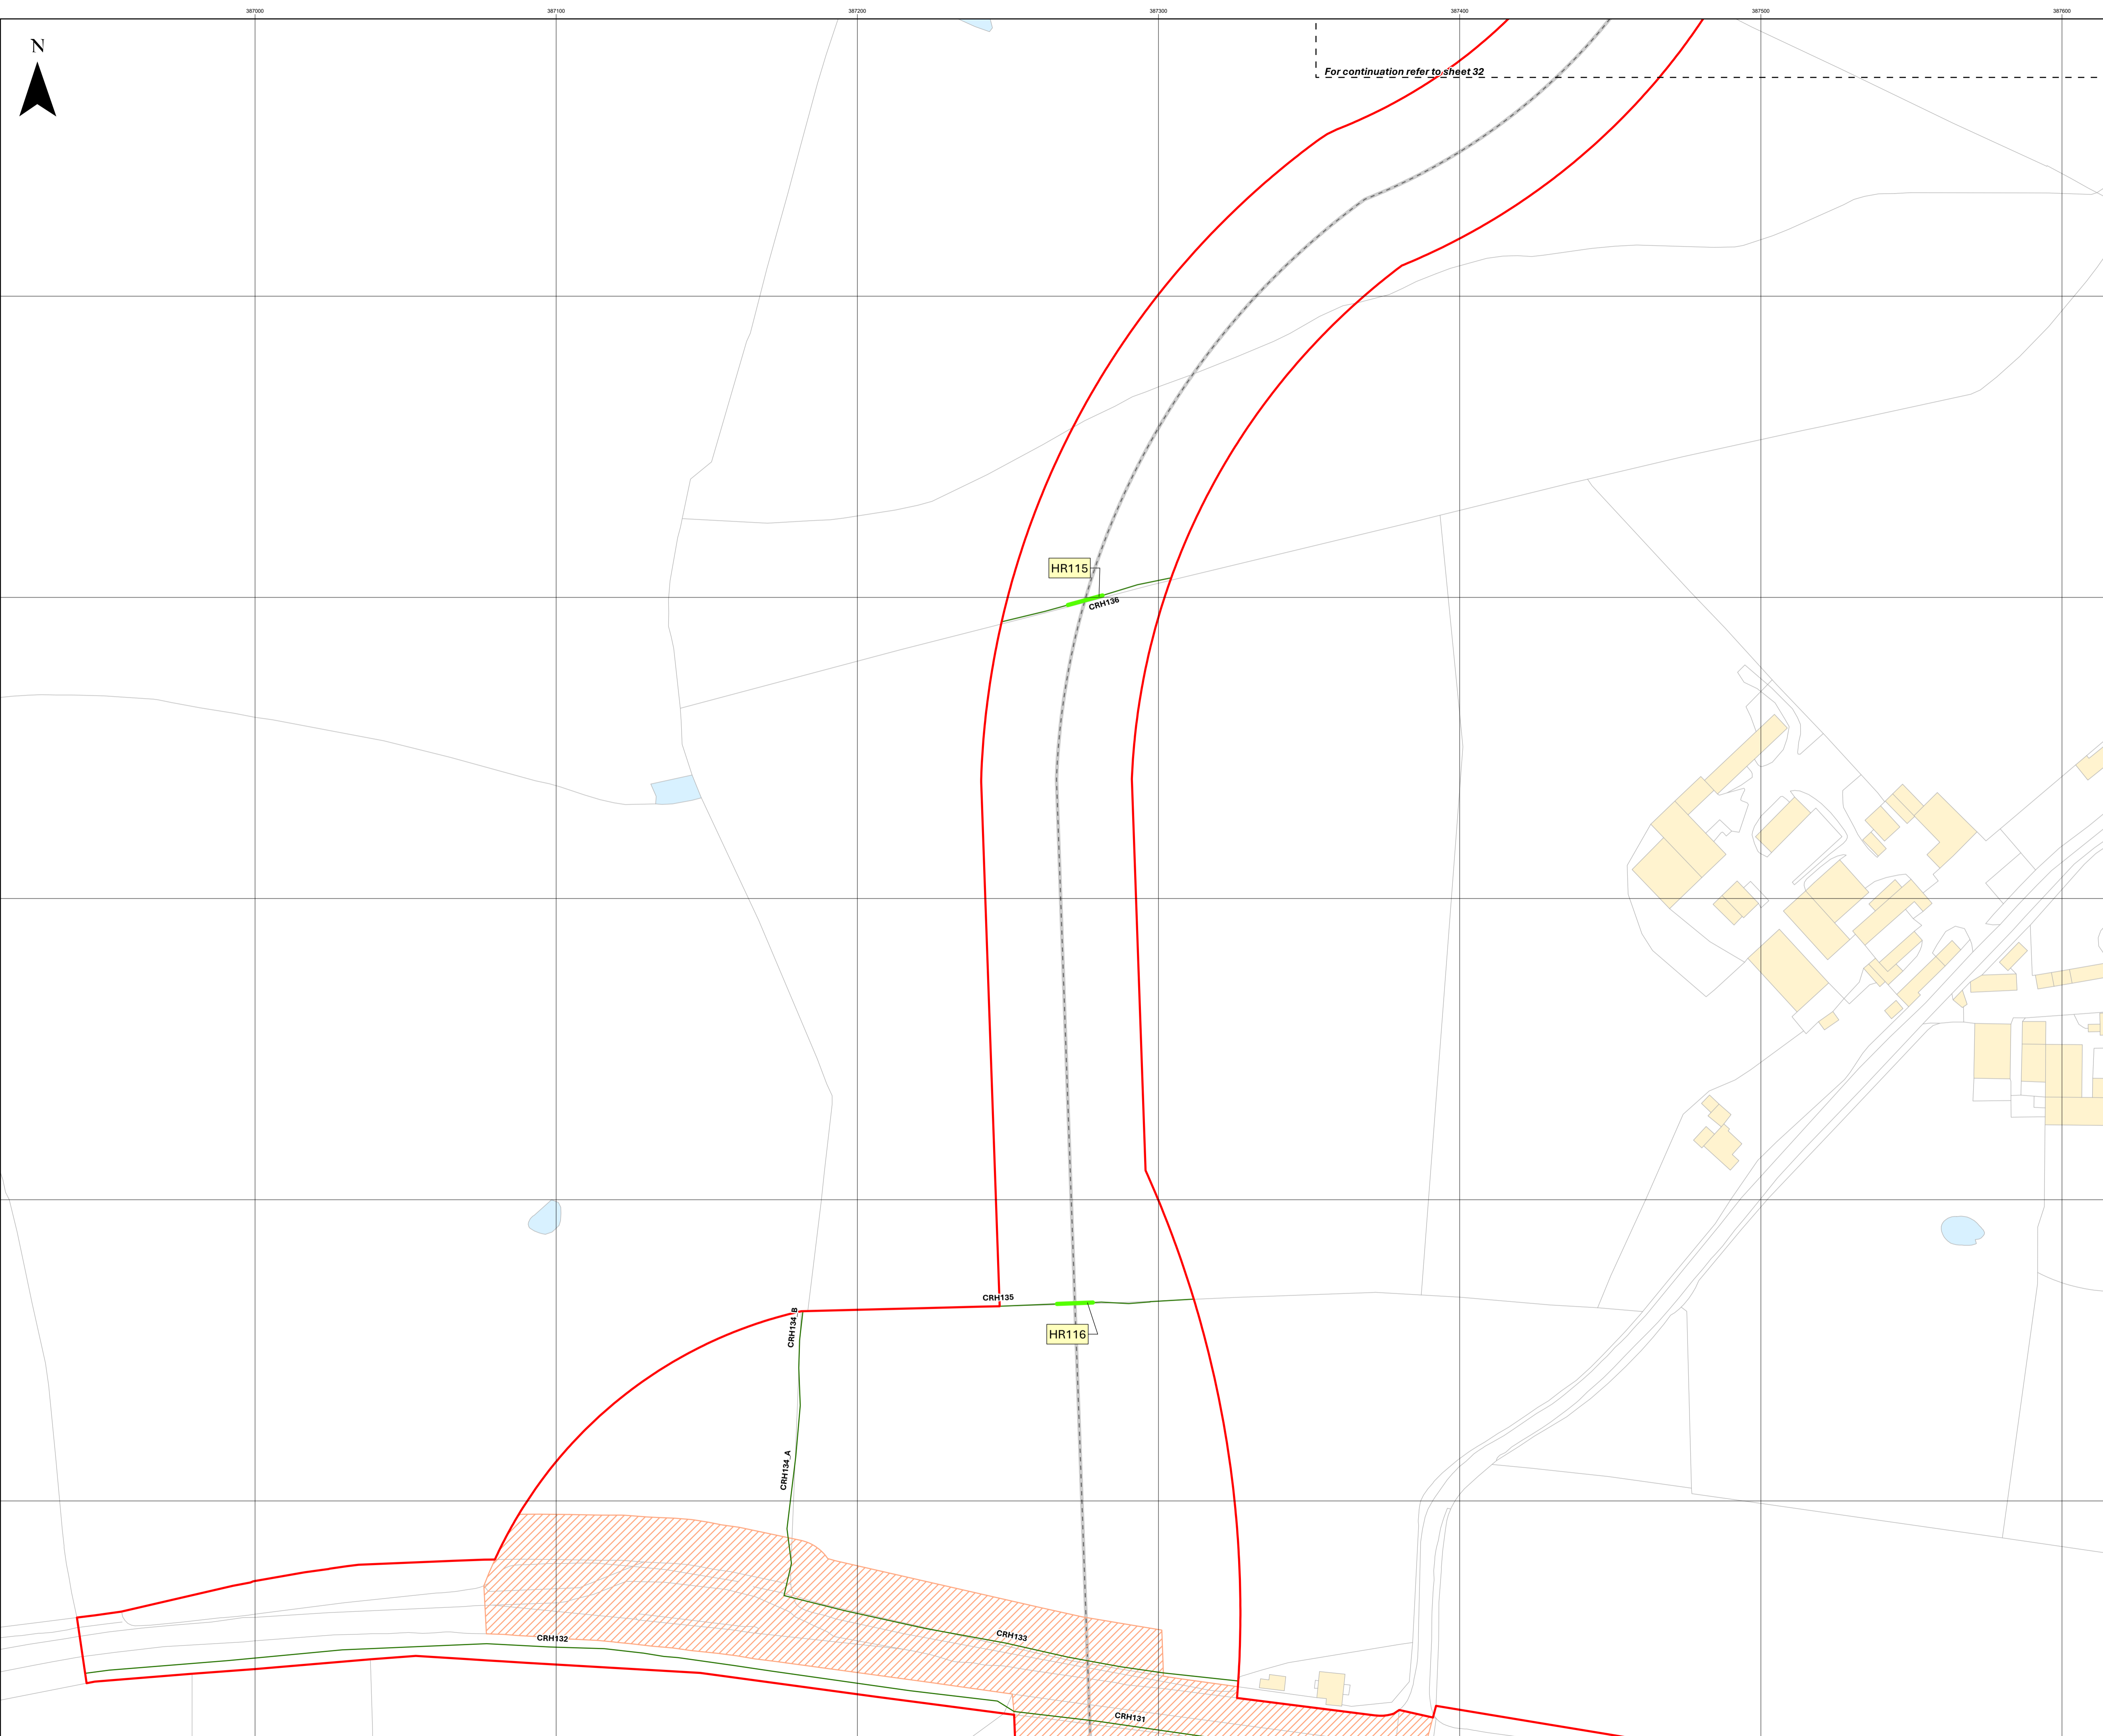 387000
387100
387200
387300
387400
387500
387600
N
For continuation refer to sheet 32
HR115
CRH136
CRH135
HR116
CRH134_B
CRH134_A
CRH132
CRH133
CRH131